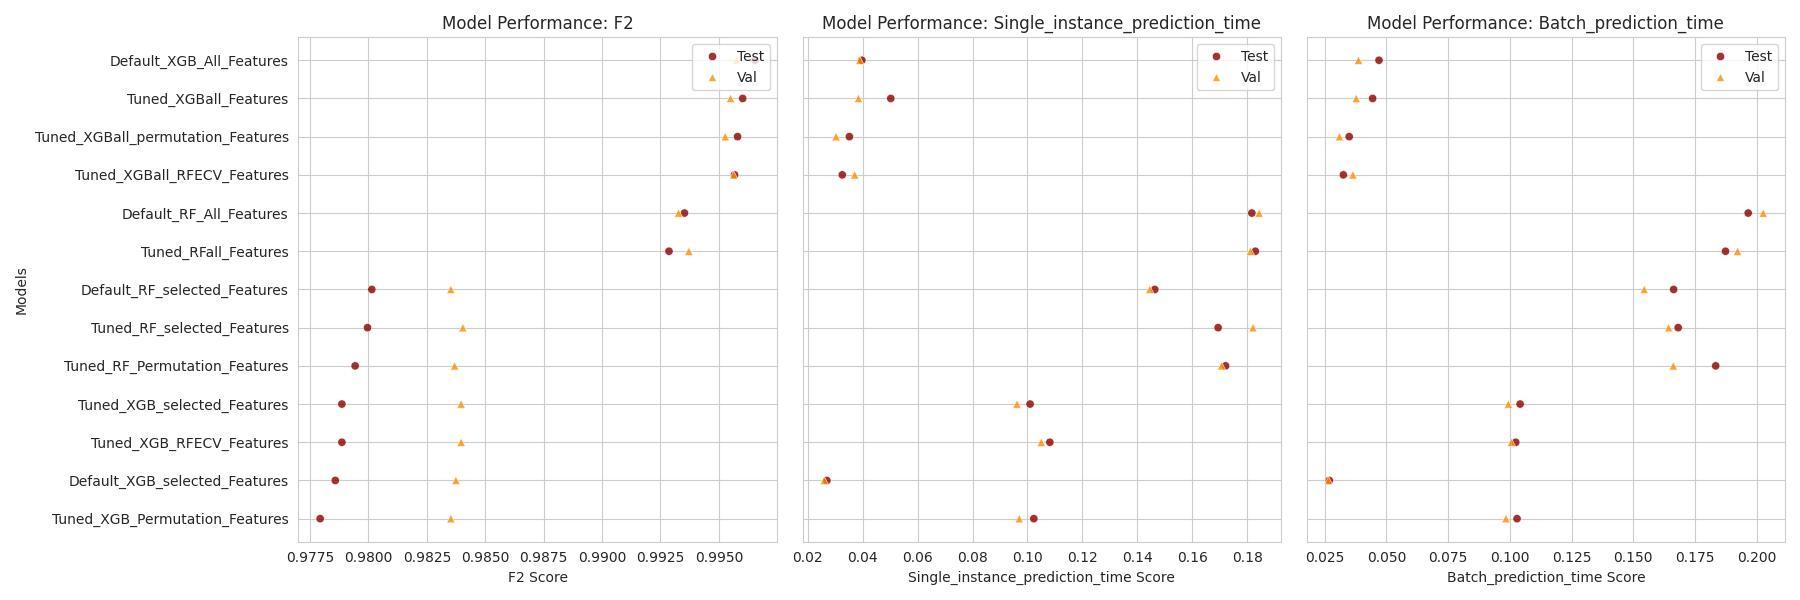 Model Performance: F2
Model Performance: Single_instance_prediction_time
Model Performance: Batch_prediction_time
Test
Val
Test
Val
Test
Val
Models
Default_XGB_All_Features
Tuned_XGBall_Features
Tuned_XGBall_permutation_Features
Tuned_XGBall_RFECV_Features
Default_RF_All_Features
Tuned_RFall_Features
Default_RF_selected_Features
Tuned_RF_selected_Features
Tuned_RF_Permutation_Features
Tuned_XGB_selected_Features
Tuned_XGB_RFECV_Features
Default_XGB_selected_Features
Tuned_XGB_Permutation_Features
0.9775 0.9800 0.9825 0.9850 0.9875 0.9900 0.9925 0.9950
0.02 0.04 0.06 0.08 0.10 0.12 0.14 0.16 0.18
0.025 0.050 0.075 0.100 0.125 0.150 0.175 0.200
F2 Score
Single_instance_prediction_time Score
Batch_prediction_time Score